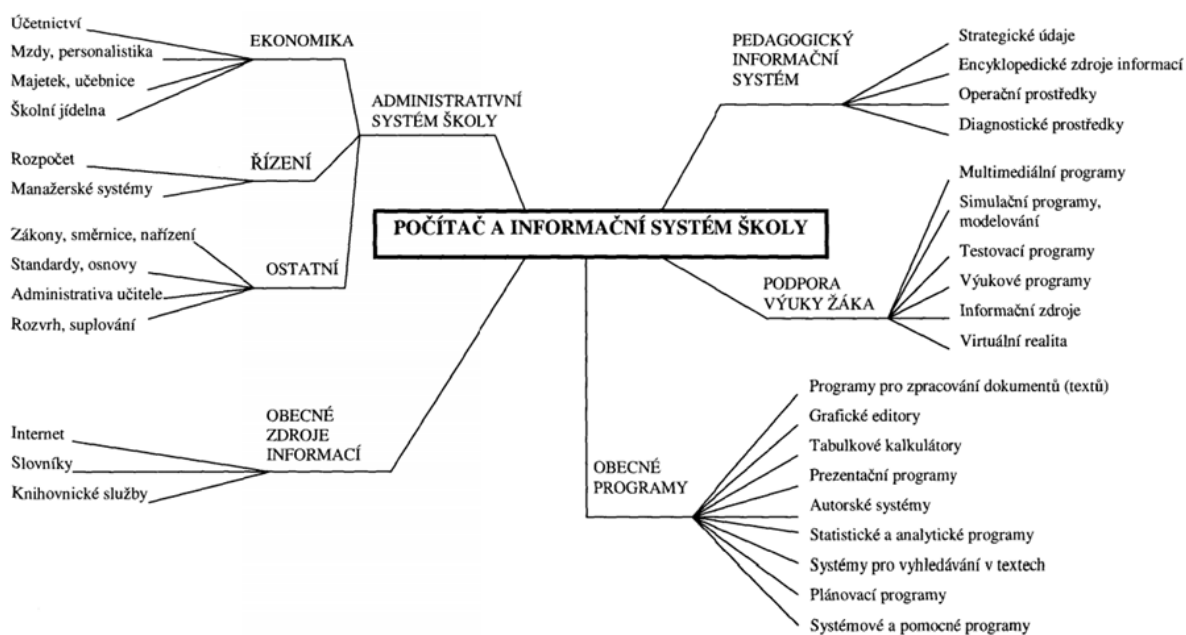 Účetnictví
Mzdy, personalistika
Majetek, učebnice
Školní jídelna
EKONOMIKA
Rozpočet
Manažerské systémy
ŘÍZENÍ
Zákony, směrnice, nařízení
Standardy, osnovy
Administrativa učitele
Rozvrh, suplování
OSTATNÍ
ADMINISTRATIVNÍ
SYSTÉM ŠKOLY
POČÍTAČ A INFORMAČNÍ SYSTÉM ŠKOLY
PEDAGOGICKÝ
INFORMAČNÍ
SYSTÉM
Strategické údaje
Encyklopedické zdroje informací
Operační prostředky
Diagnostické prostředky
PODPORA
VÝUKY ŽÁKA
Multimediální programy
Simulační programy,
modelování
Testovací programy
Výukové programy
Informační zdroje
Virtuální realita
Internet
Slovníky
Knihovnické služby
OBECNÉ
ZDROJE
INFORMACÍ
OBECNÉ
PROGRAMY
Programy pro zpracování dokumentů (textů)
Grafické editory
Tabulkové kalkulátory
Prezentační programy
Autorské systémy
Statistické a analytické programy
Systémy pro vyhledávání v textech
Plánovací programy
Systémové a pomocné programy